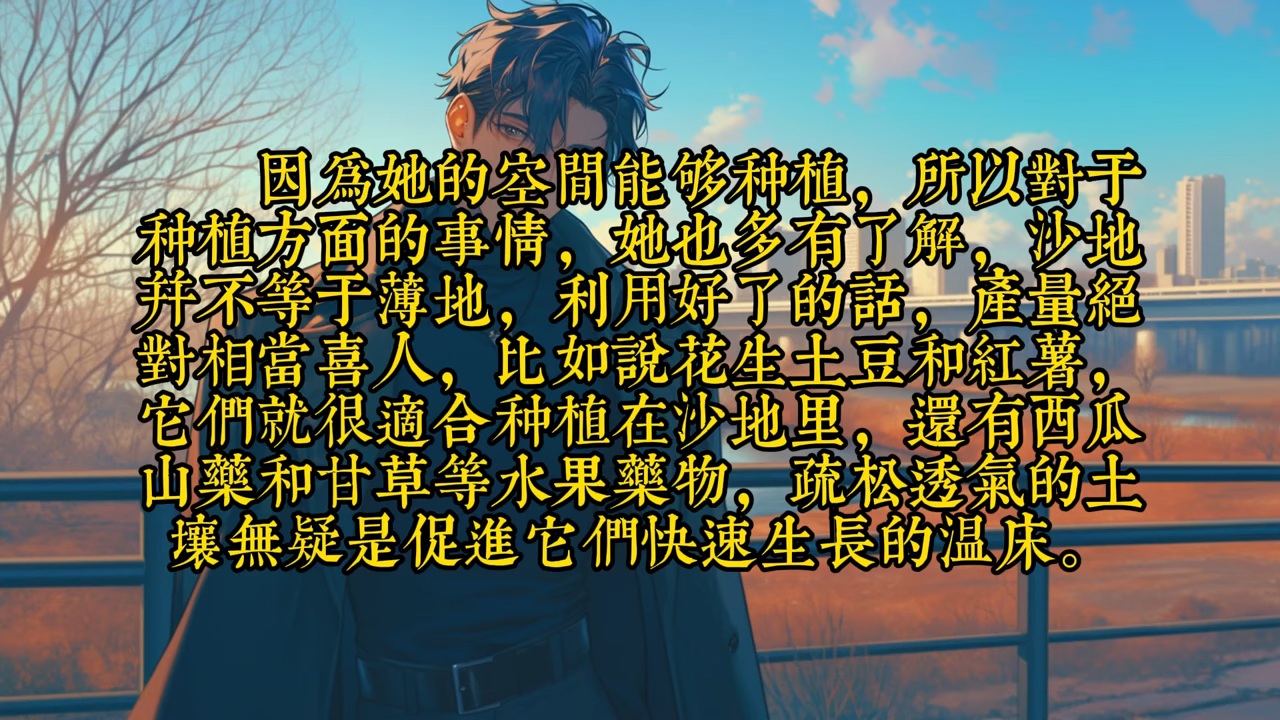 因爲她的空間能够种植，所以對于
种植方面的事情，她也多有了解，沙地
幷不等于薄地，利用好了的話，產量絕
對相當喜人，比如說花生土豆和紅薯，
它們就很適合种植在沙地里，還有西瓜
山藥和甘草等水果藥物，疏松透氣的土
壤無疑是促進它們快速生長的温床。